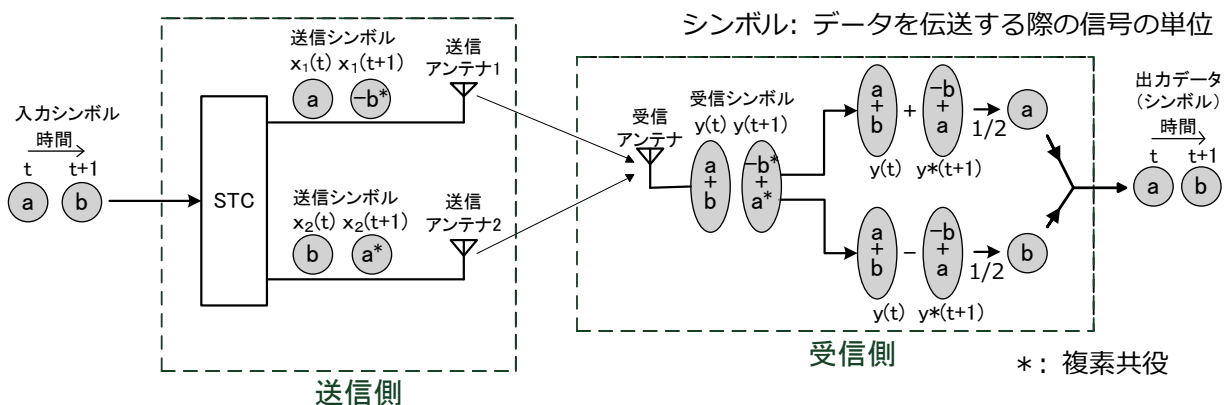 シンボル: データを伝送する際の信号の単位
入力シンボル
時間
t t+1
a b
STC
送信シンボル
x₁(t) x₁(t+1)
a −b*
送信
アンテナ1
送信シンボル
x₂(t) x₂(t+1)
b a*
送信
アンテナ2
送信側
受信
アンテナ
受信シンボル
y(t) y(t+1)
a
+
b
−b*
+
a*
a
+
b
+
−b
+
a
1/2
a
y(t) y*(t+1)
a
+
b
−
−b
+
a
1/2
b
y(t) y*(t+1)
受信側
出力データ
(シンボル)
時間
t t+1
a b
*: 複素共役